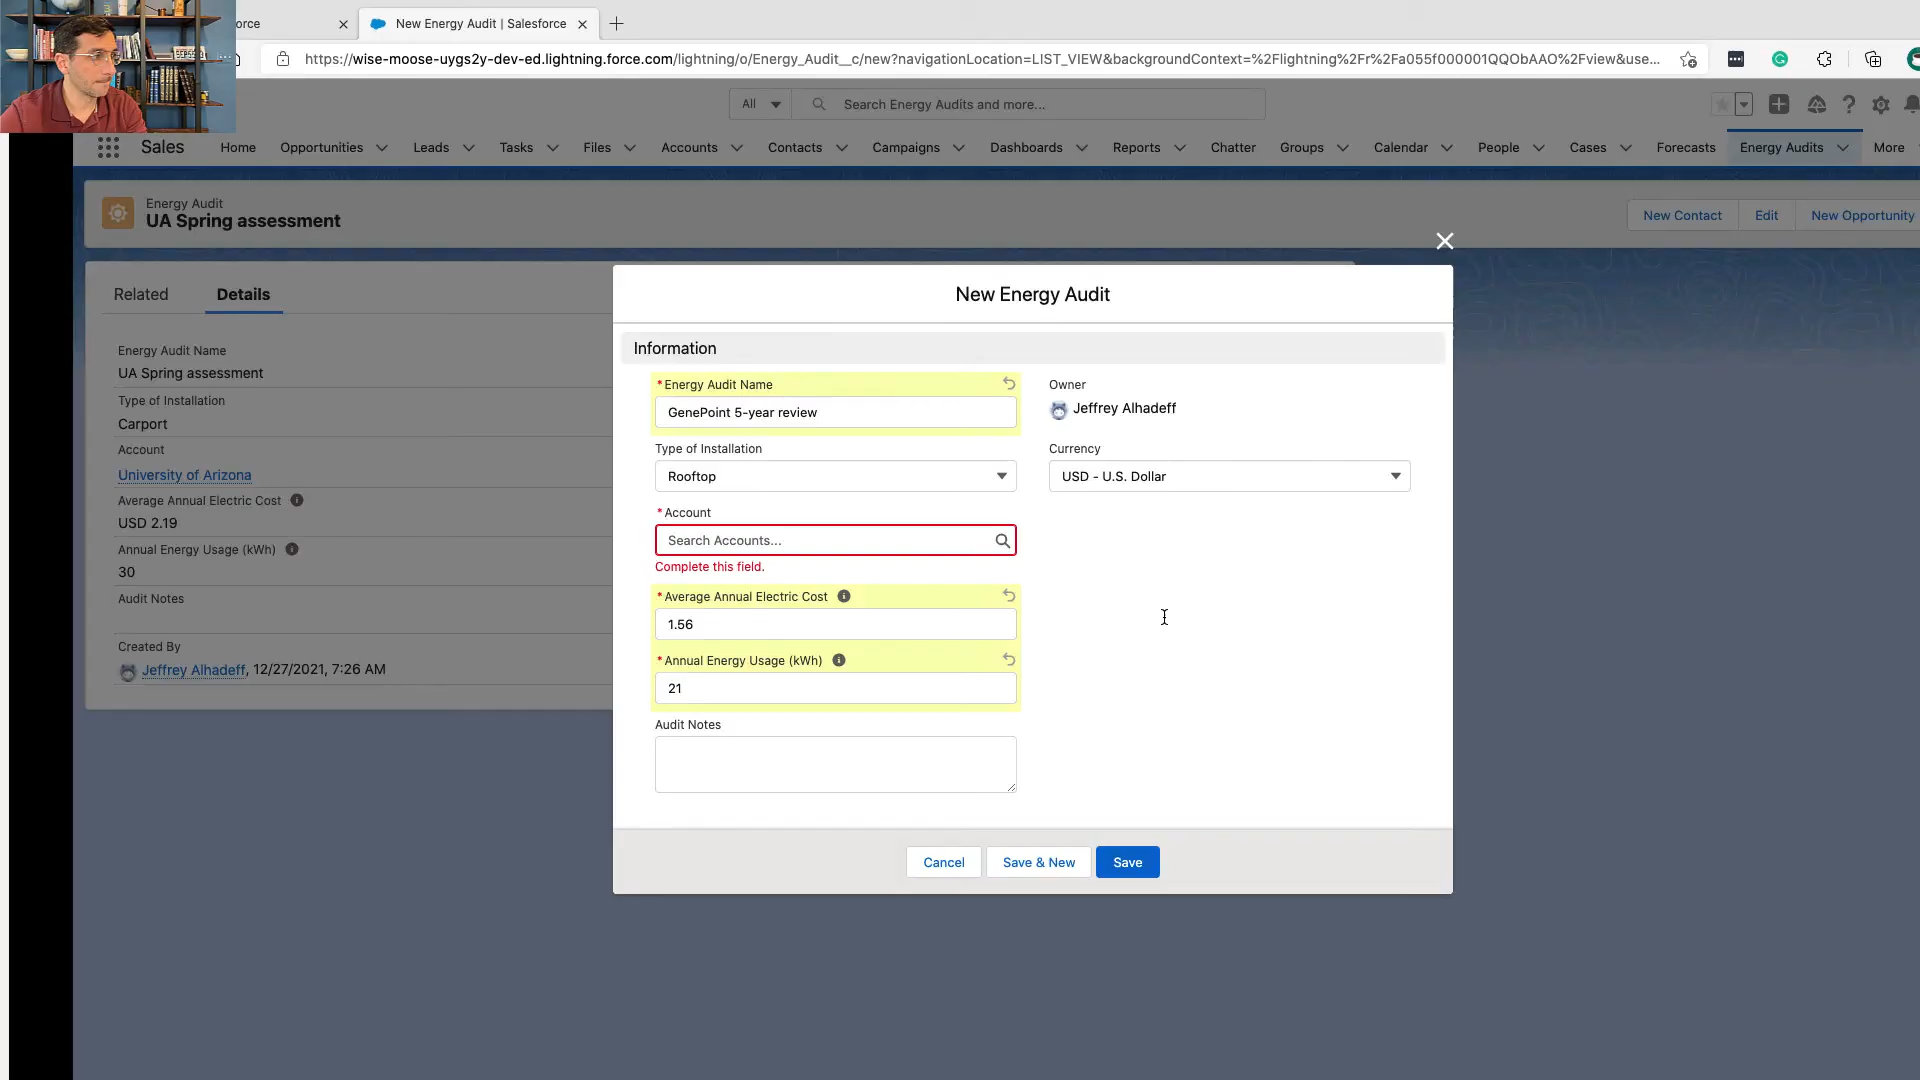 orce
New Energy Audit | Salesforce
https://wise-moose-uygs2y-dev-ed.lightning.force.com/lightning/o/Energy_Audit__c/new?navigationLocation=LIST_VIEW&backgroundContext=%2Flightning%2Fr%2Fa055f000001QQObAAO%2Fview&use...
All
Search Energy Audits and more...
Sales
Home
Opportunities
Leads
Tasks
Files
Accounts
Contacts
Campaigns
Dashboards
Reports
Chatter
Groups
Calendar
People
Cases
Forecasts
Energy Audits
More
Energy Audit
UA Spring assessment
New Contact
Edit
New Opportunity
Related
Details
Energy Audit Name
UA Spring assessment
Type of Installation
Carport
Account
University of Arizona
Average Annual Electric Cost
USD 2.19
Annual Energy Usage (kWh)
30
Audit Notes
Created By
Jeffrey Alhadeff, 12/27/2021, 7:26 AM
New Energy Audit
Information
*Energy Audit Name
GenePoint 5-year review
Owner
Jeffrey Alhadeff
Type of Installation
Rooftop
Currency
USD - U.S. Dollar
*Account
Search Accounts...
Complete this field.
*Average Annual Electric Cost
1.56
*Annual Energy Usage (kWh)
21
Audit Notes
Cancel
Save & New
Save